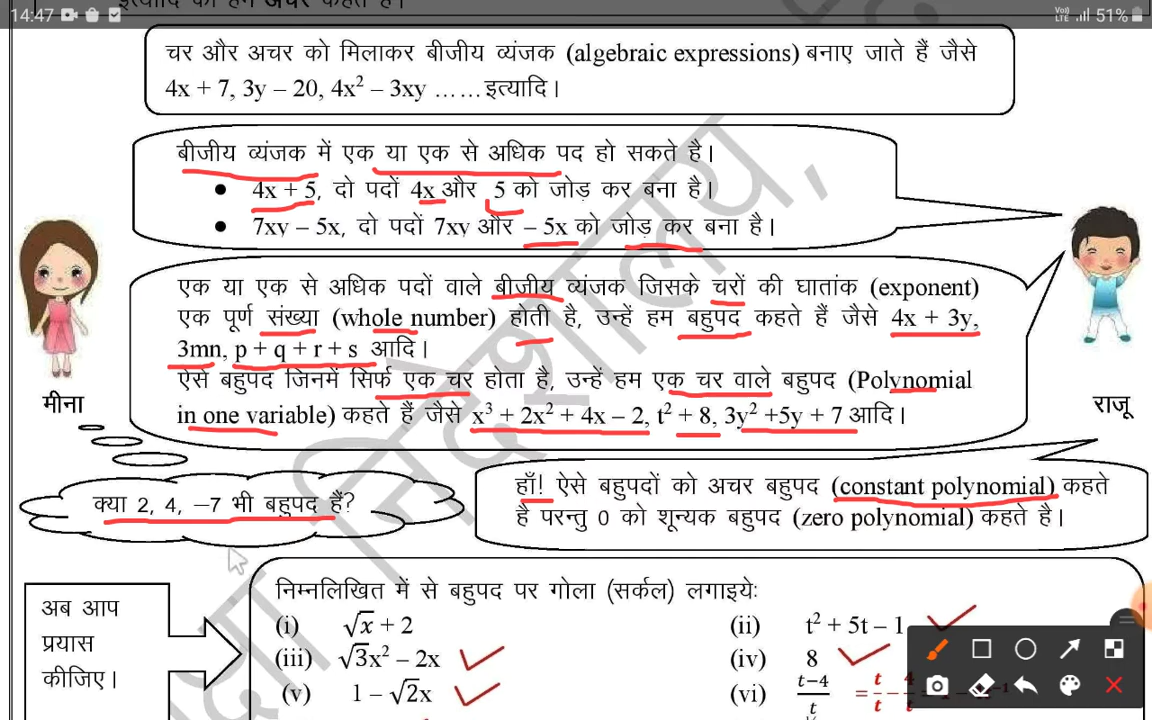 14:47 51%
चर और अचर को मिलाकर बीजीय व्यंजक (algebraic expressions) बनाए जाते हैं जैसे
4x + 7, 3y – 20, 4x² – 3xy …… इत्यादि।
बीजीय व्यंजक में एक या एक से अधिक पद हो सकते है।
• 4x + 5, दो पदों 4x और 5 को जोड़ कर बना है।
• 7xy – 5x, दो पदों 7xy और – 5x को जोड़ कर बना है।
एक या एक से अधिक पदों वाले बीजीय व्यंजक जिसके चरों की घातांक (exponent)
एक पूर्ण संख्या (whole number) होती है, उन्हें हम बहुपद कहते हैं जैसे 4x + 3y,
3mn, p + q + r + s आदि।
ऐसे बहुपद जिनमें सिर्फ एक चर होता है, उन्हें हम एक चर वाले बहुपद (Polynomial
in one variable) कहते हैं जैसे x³ + 2x² + 4x – 2, t² + 8, 3y² +5y + 7 आदि।
मीना
राजू
क्या 2, 4, –7 भी बहुपद हैं?
हाँ! ऐसे बहुपदों को अचर बहुपद (constant polynomial) कहते
है परन्तु 0 को शून्यक बहुपद (zero polynomial) कहते है।
अब आप
प्रयास
कीजिए।
निम्नलिखित में से बहुपद पर गोला (सर्कल) लगाइये:
(i) √x + 2 (ii) t² + 5t – 1
(iii) √3x² – 2x (iv) 8
(v) 1 – √2x (vi) t–4/t = t/t –
निदेशालय,